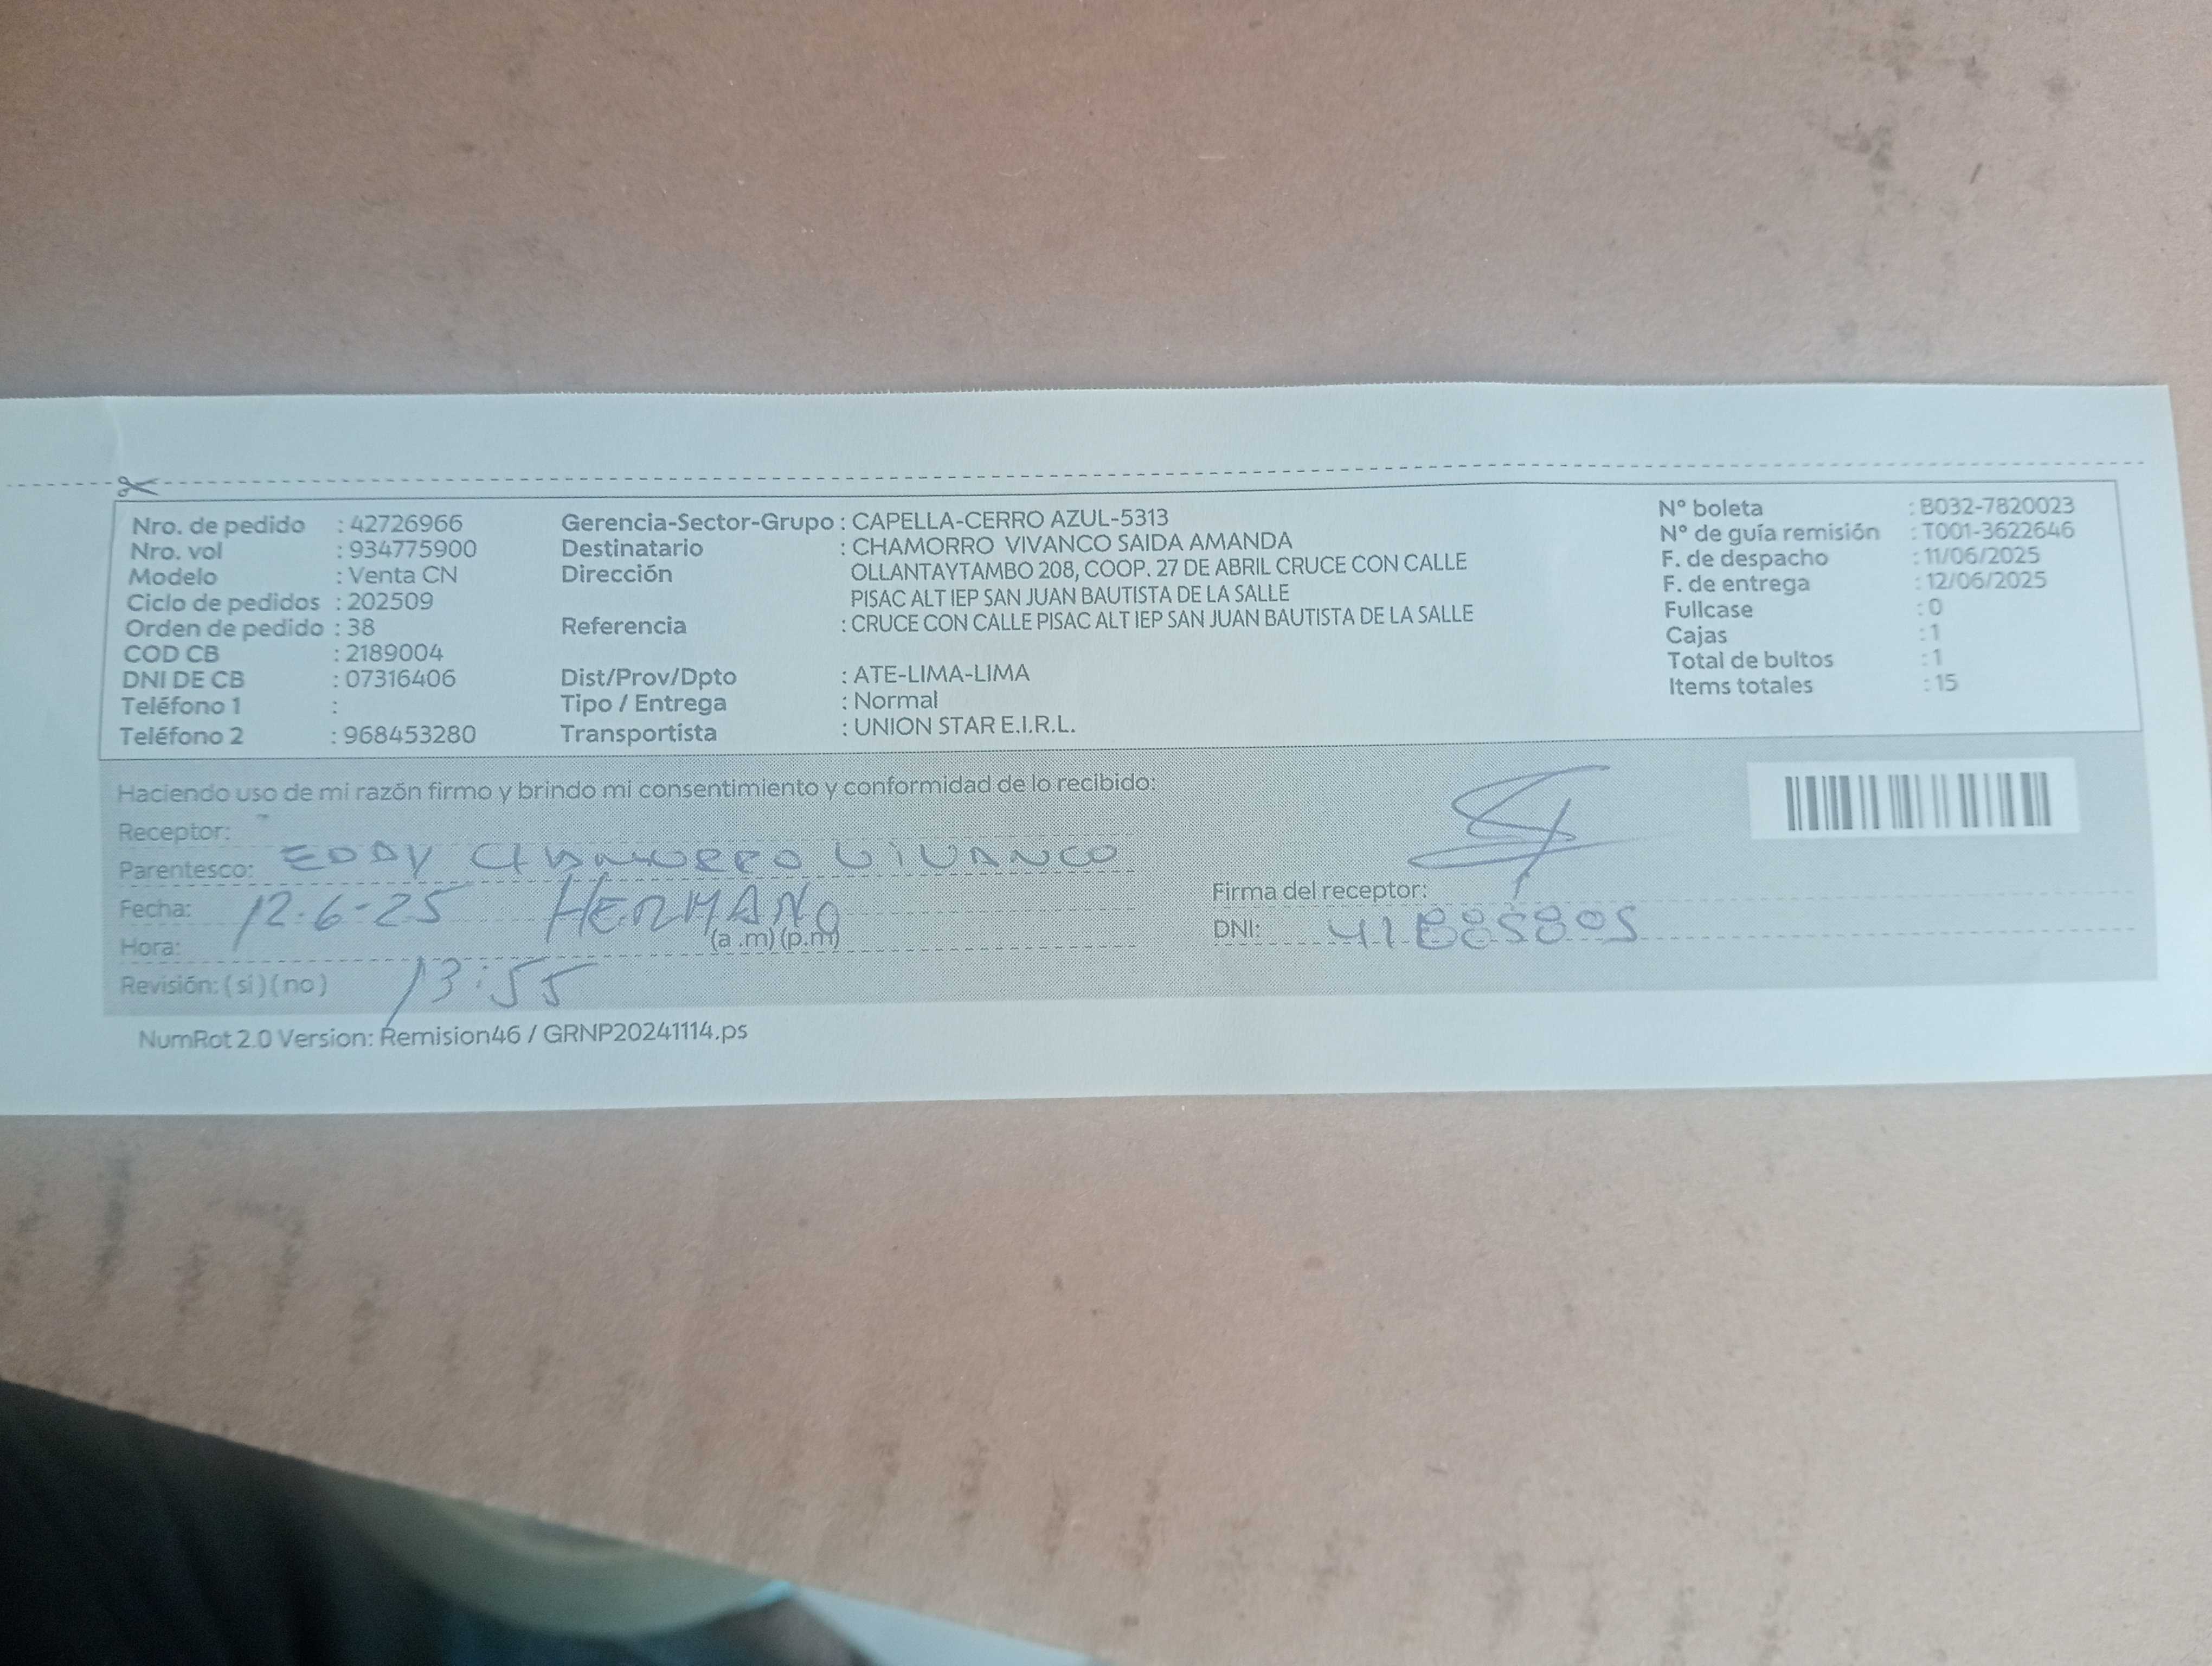 Nro. de pedido : 42726966
Nro. vol : 934775900
Modelo : Venta CN
Ciclo de pedidos : 202509
Orden de pedido : 38
COD CB : 2189004
DNI DE CB : 07316406
Teléfono 1 :
Teléfono 2 : 968453280
Gerencia-Sector-Grupo : CAPELLA-CERRO AZUL-5313
Destinatario : CHAMORRO VIVANCO SAIDA AMANDA
Dirección OLLANTAYTAMBO 208, COOP. 27 DE ABRIL CRUCE CON CALLE
PISAC ALT IEP SAN JUAN BAUTISTA DE LA SALLE
Referencia : CRUCE CON CALLE PISAC ALT IEP SAN JUAN BAUTISTA DE LA SALLE
Dist/Prov/Dpto : ATE-LIMA-LIMA
Tipo / Entrega : Normal
Transportista : UNION STAR E.I.R.L.
N° boleta : B032-7820023
N° de guía remisión : T001-3622646
F. de despacho : 11/06/2025
F. de entrega : 12/06/2025
Fullcase : 0
Cajas : 1
Total de bultos : 1
Items totales : 15
Haciendo uso de mi razón firmo y brindo mi consentimiento y conformidad de lo recibido:
Receptor:
Parentesco: EDDY CHAMORRO VIVANCO
Fecha: 12-6-25 HERMANO
Hora: (a .m) (p.m)
Revisión: ( si ) ( no ) 13:55
Firma del receptor:
DNI:
NumRot 2.0 Version: Remision46 / GRNP20241114.ps